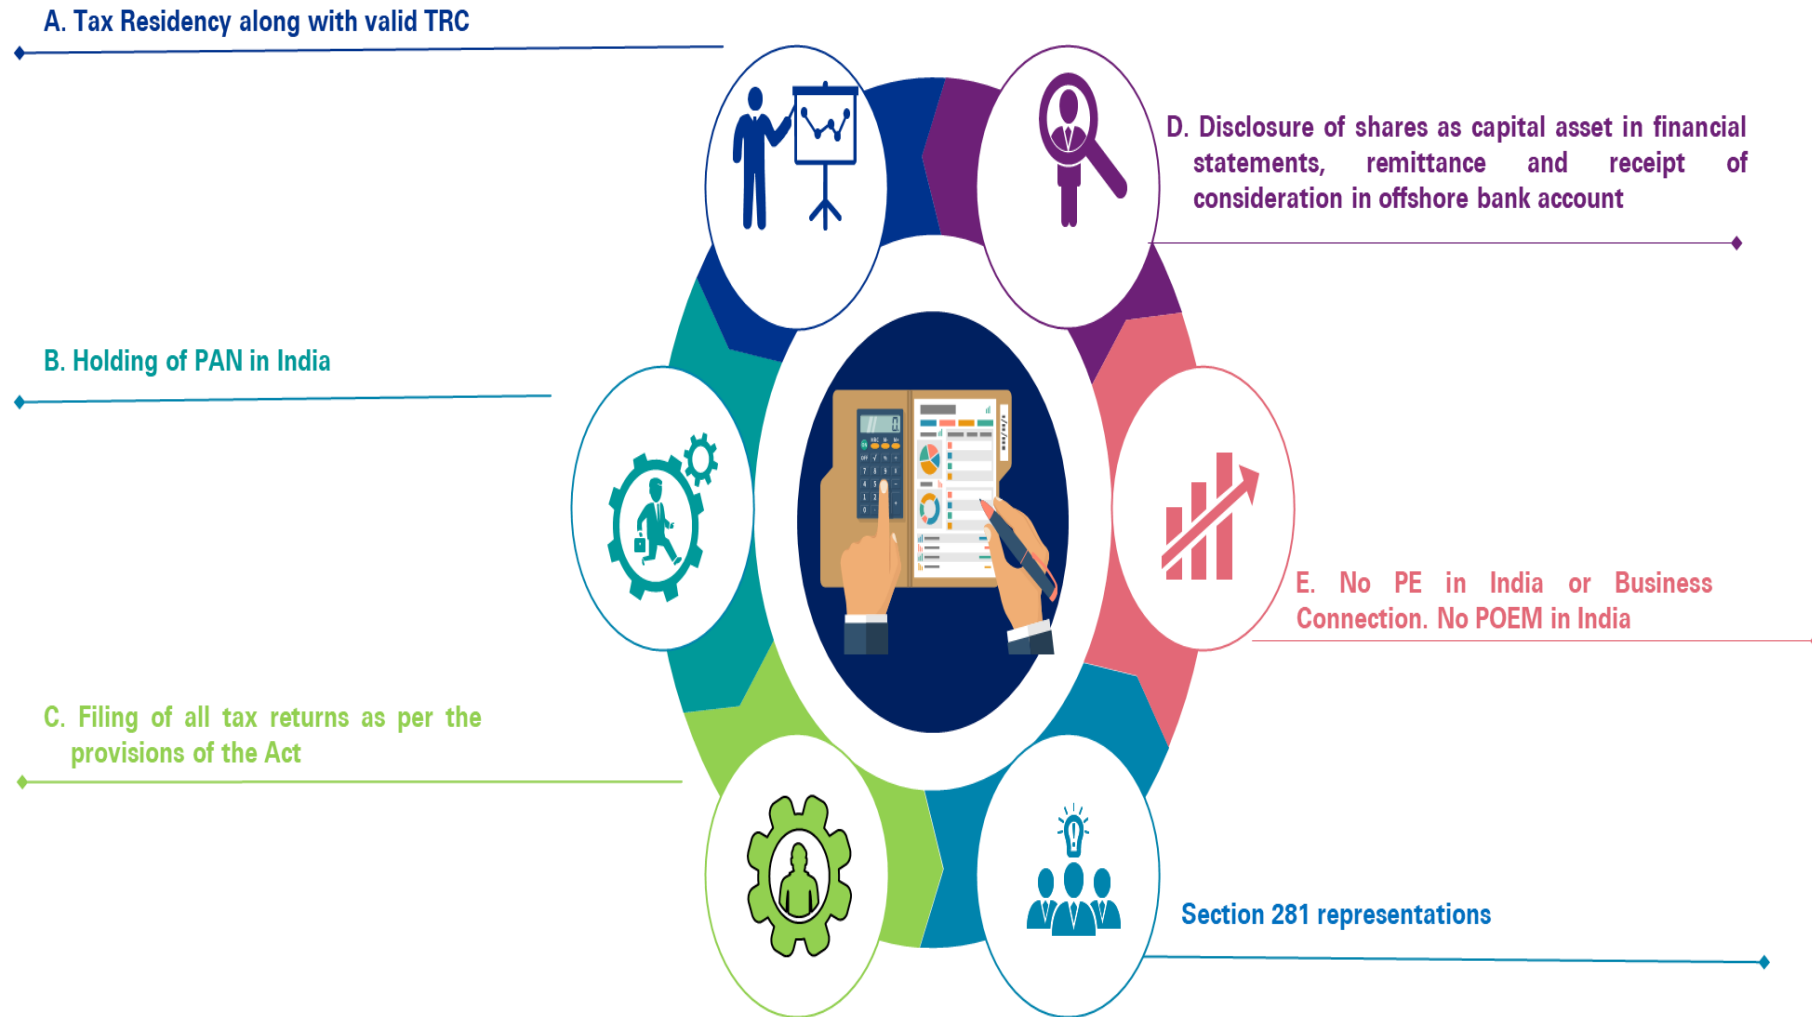 A. Tax Residency along with valid TRC
B. Holding of PAN in India
C. Filing of all tax returns as per the
provisions of the Act
D. Disclosure of shares as capital asset in financial
statements, remittance and receipt of
consideration in offshore bank account
E. No PE in India or Business
Connection. No POEM in India
Section 281 representations